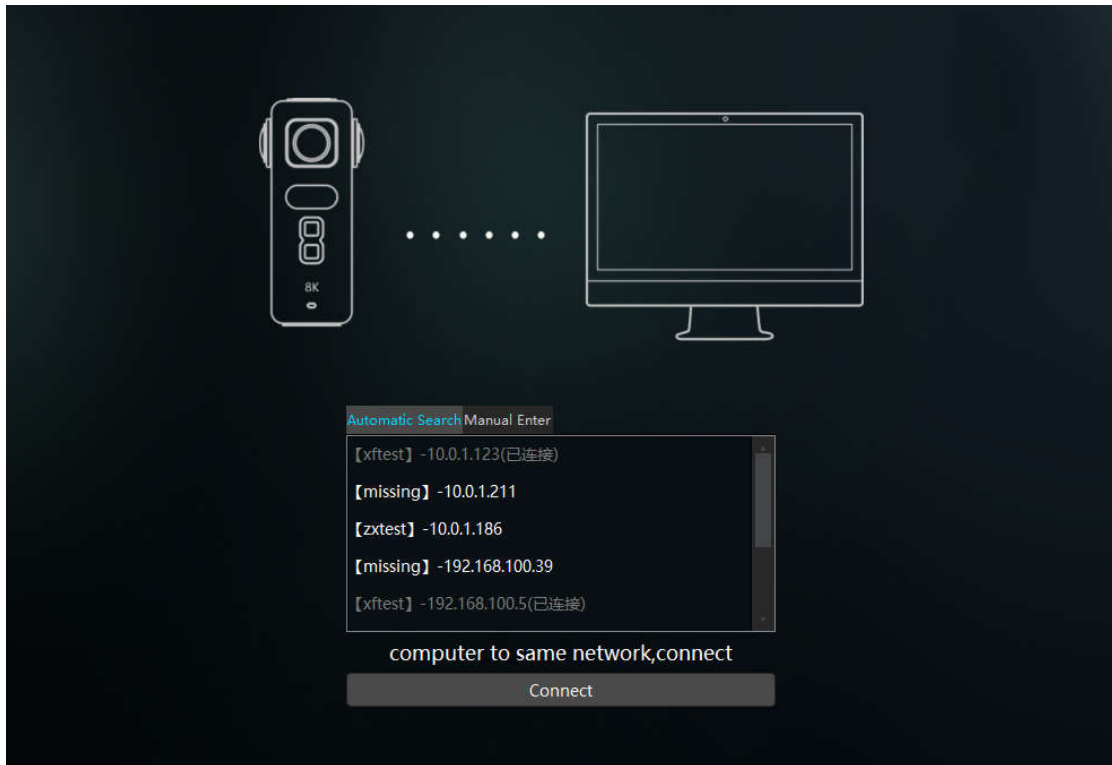 8K
Automatic Search Manual Enter
【xftest】-10.0.1.123(已连接)
【missing】-10.0.1.211
【zxtest】-10.0.1.186
【missing】-192.168.100.39
【xftest】-192.168.100.5(已连接)
computer to same network,connect
Connect